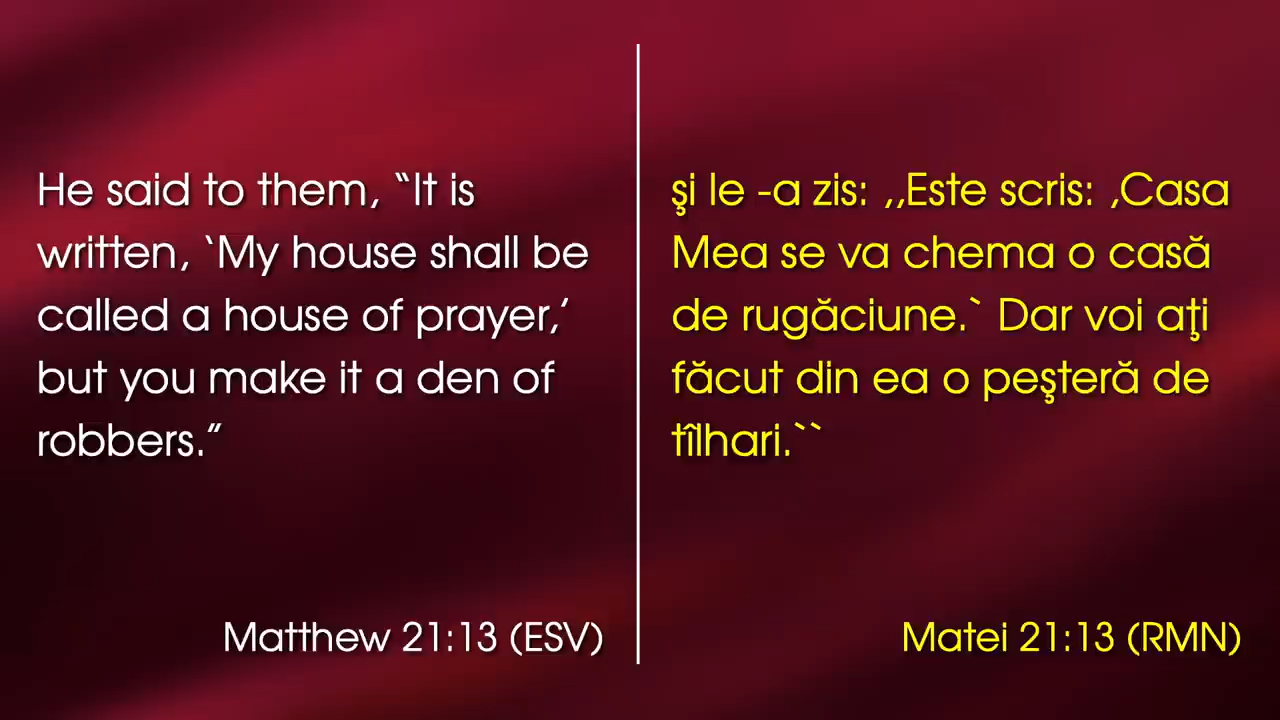 He said to them, “It is
written, ‘My house shall be
called a house of prayer,’
but you make it a den of
robbers.”
Matthew 21:13 (ESV)
şi le -a zis: ,,Este scris: ,Casa
Mea se va chema o casă
de rugăciune.` Dar voi aţi
făcut din ea o peşteră de
tîlhari.``
Matei 21:13 (RMN)